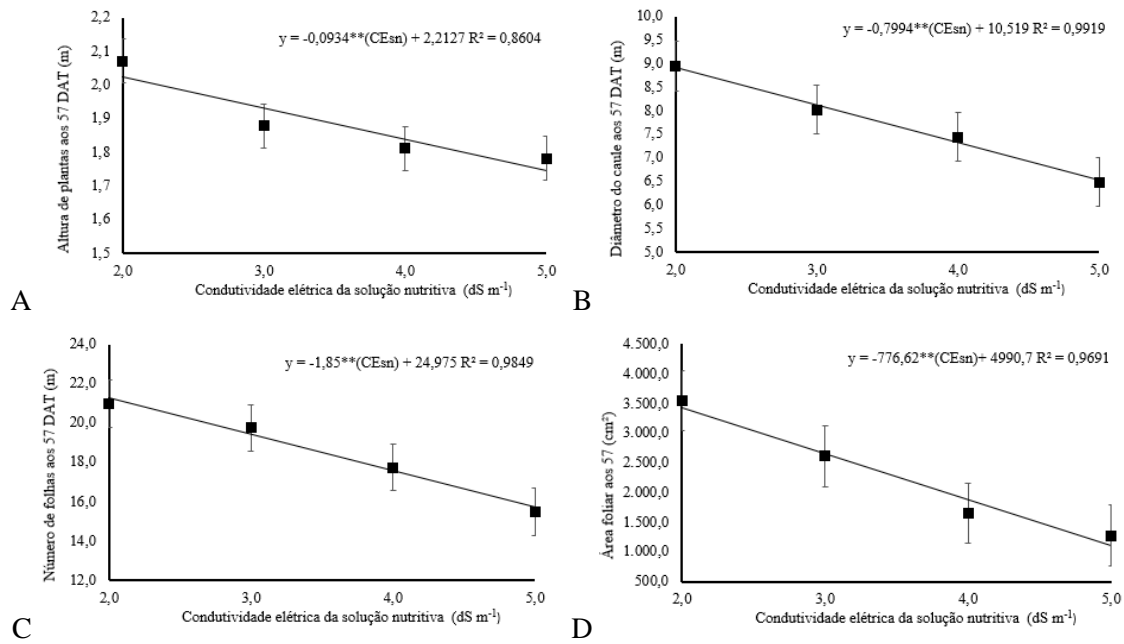 y = -0,0934**(CEsn) + 2,2127 R² = 0,8604
Altura de plantas aos 57 DAT (m)
2,2
2,1
2,0
1,9
1,8
1,7
1,6
1,5
2,0 3,0 4,0 5,0
Condutividade elétrica da solução nutritiva (dS m⁻¹)
A
y = -0,7994**(CEsn) + 10,519 R² = 0,9919
Diâmetro do caule aos 57 DAT (m)
10,0
9,5
9,0
8,5
8,0
7,5
7,0
6,5
6,0
5,5
5,0
2,0 3,0 4,0 5,0
Condutividade elétrica da solução nutritiva (dS m⁻¹)
B
y = -1,85**(CEsn) + 24,975 R² = 0,9849
Número de folhas aos 57 DAT (m)
24,0
22,0
20,0
18,0
16,0
14,0
12,0
2,0 3,0 4,0 5,0
Condutividade elétrica da solução nutritiva (dS m⁻¹)
C
y = -776,62**(CEsn)+ 4990,7 R² = 0,9691
Área foliar aos 57 (cm²)
4.500,0
4.000,0
3.500,0
3.000,0
2.500,0
2.000,0
1.500,0
1.000,0
500,0
2,0 3,0 4,0 5,0
Condutividade elétrica da solução nutritiva (dS m⁻¹)
D